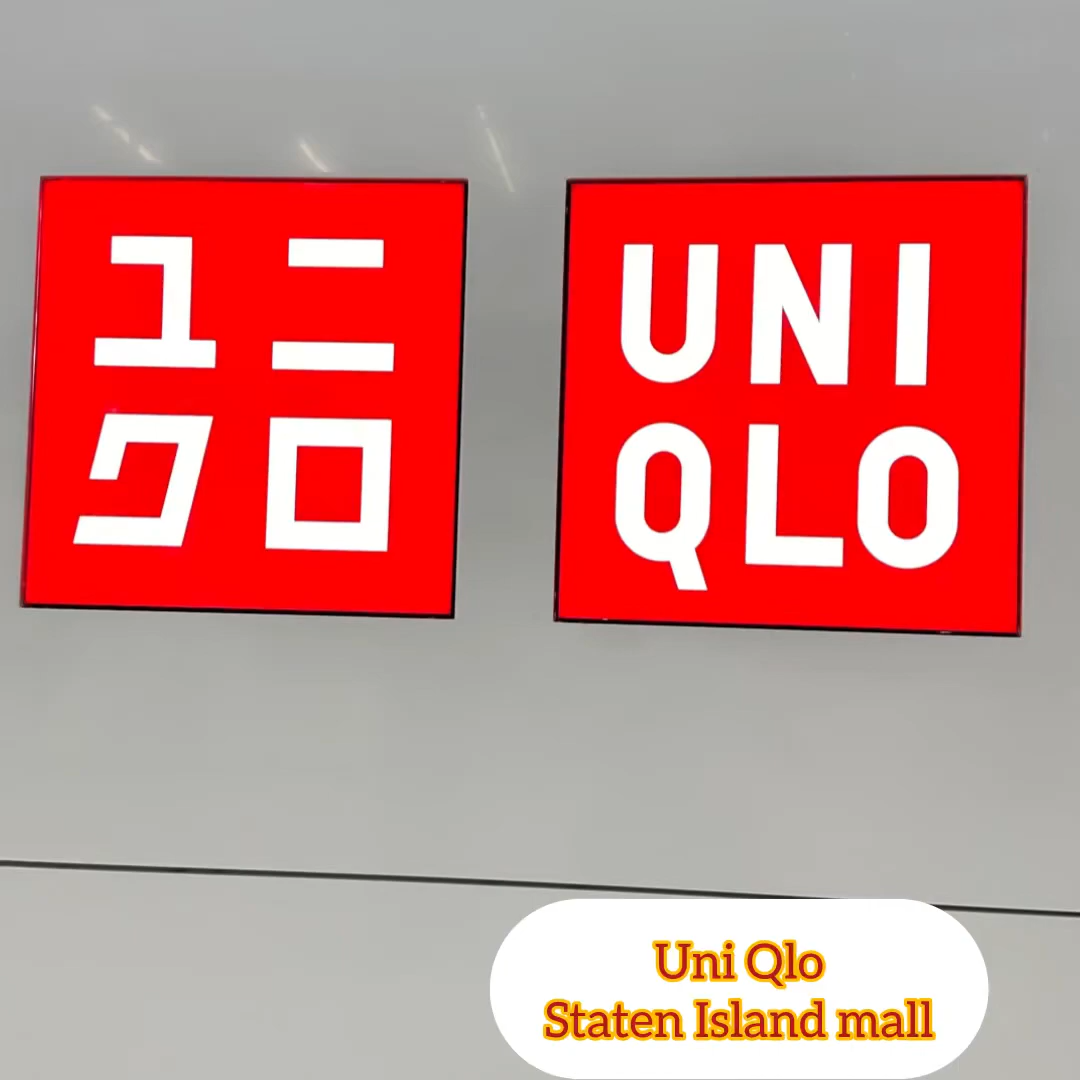 ユニ
クロ
UNI
QLO
Uni Qlo
Staten Island mall